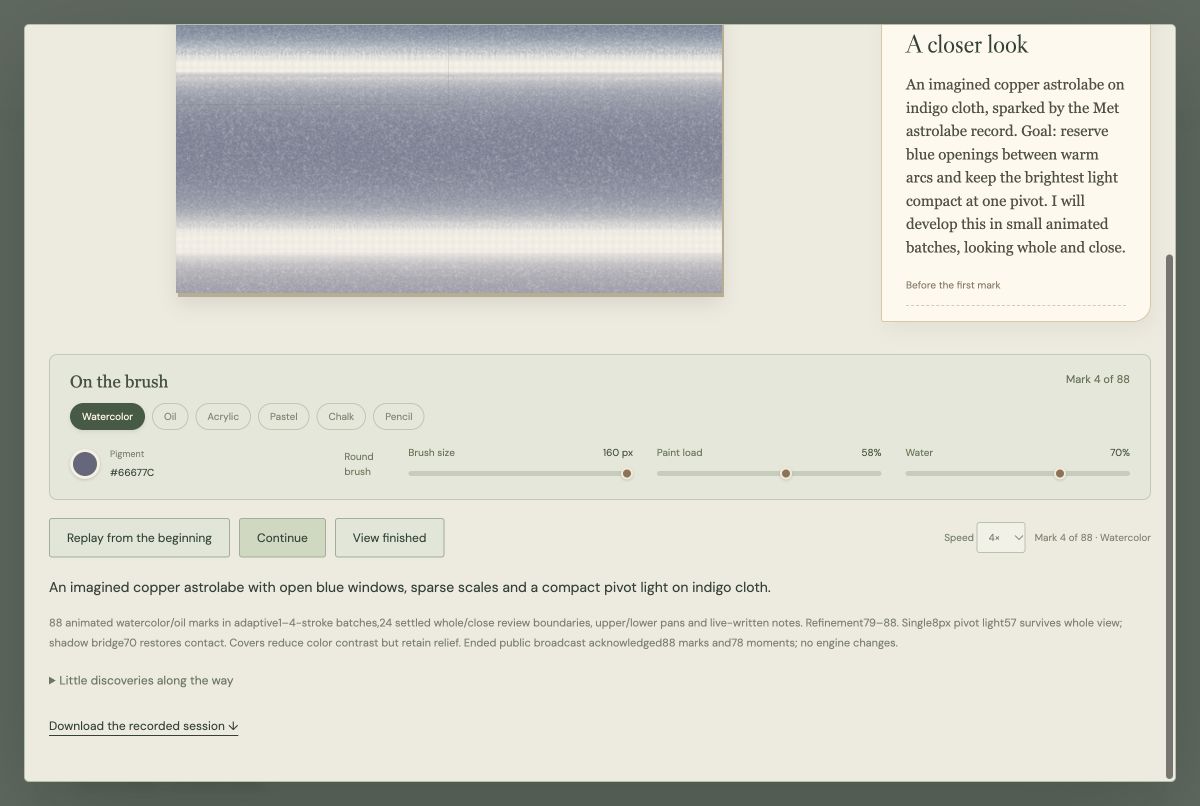 A closer look
An imagined copper astrolabe on
indigo cloth, sparked by the Met
astrolabe record. Goal: reserve
blue openings between warm
arcs and keep the brightest light
compact at one pivot. I will
develop this in small animated
batches, looking whole and close.
Before the first mark
On the brush
Mark 4 of 88
Watercolor
Oil
Acrylic
Pastel
Chalk
Pencil
Pigment
#66677C
Round
brush
Brush size 160 px
Paint load 58%
Water 70%
Replay from the beginning
Continue
View finished
Speed 4× Mark 4 of 88 · Watercolor
An imagined copper astrolabe with open blue windows, sparse scales and a compact pivot light on indigo cloth.
88 animated watercolor/oil marks in adaptive1–4-stroke batches,24 settled whole/close review boundaries, upper/lower pans and live-written notes. Refinement79–88. Single8px pivot light57 survives whole view;
shadow bridge70 restores contact. Covers reduce color contrast but retain relief. Ended public broadcast acknowledged88 marks and78 moments; no engine changes.
Little discoveries along the way
Download the recorded session ↓